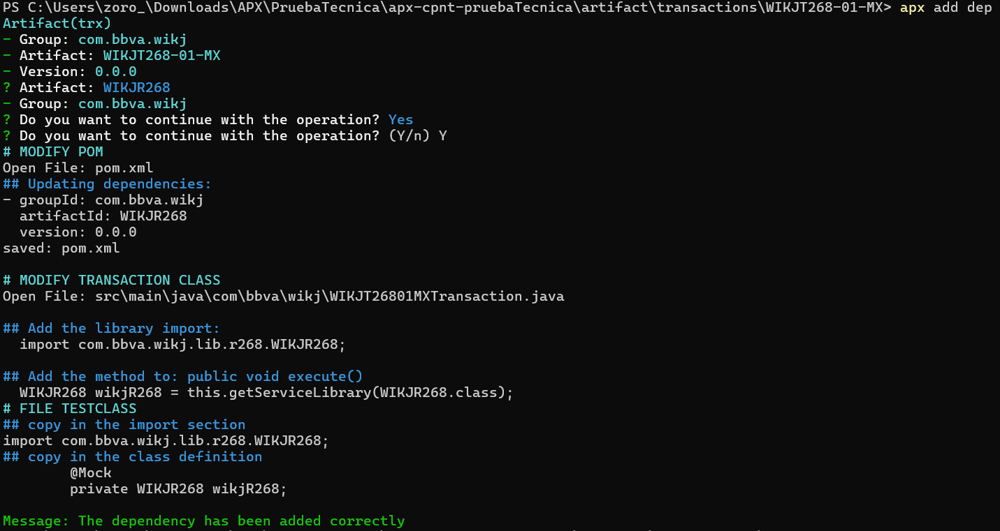 PS C:\Users\zoro_\Downloads\APX\PruebaTecnica\apx-cpnt-pruebaTecnica\artifact\transactions\WIKJT268-01-MX> apx add dep
Artifact(trx)
- Group: com.bbva.wikj
- Artifact: WIKJT268-01-MX
- Version: 0.0.0
? Artifact: WIKJR268
- Group: com.bbva.wikj
? Do you want to continue with the operation? Yes
? Do you want to continue with the operation? (Y/n) Y
# MODIFY POM
Open File: pom.xml
## Updating dependencies:
- groupId: com.bbva.wikj
  artifactId: WIKJR268
  version: 0.0.0
saved: pom.xml

# MODIFY TRANSACTION CLASS
Open File: src\main\java\com\bbva\wikj\WIKJT26801MXTransaction.java

## Add the library import:
  import com.bbva.wikj.lib.r268.WIKJR268;

## Add the method to: public void execute()
  WIKJR268 wikjR268 = this.getServiceLibrary(WIKJR268.class);
# FILE TESTCLASS
## copy in the import section
import com.bbva.wikj.lib.r268.WIKJR268;
## copy in the class definition
        @Mock
        private WIKJR268 wikjR268;

Message: The dependency has been added correctly